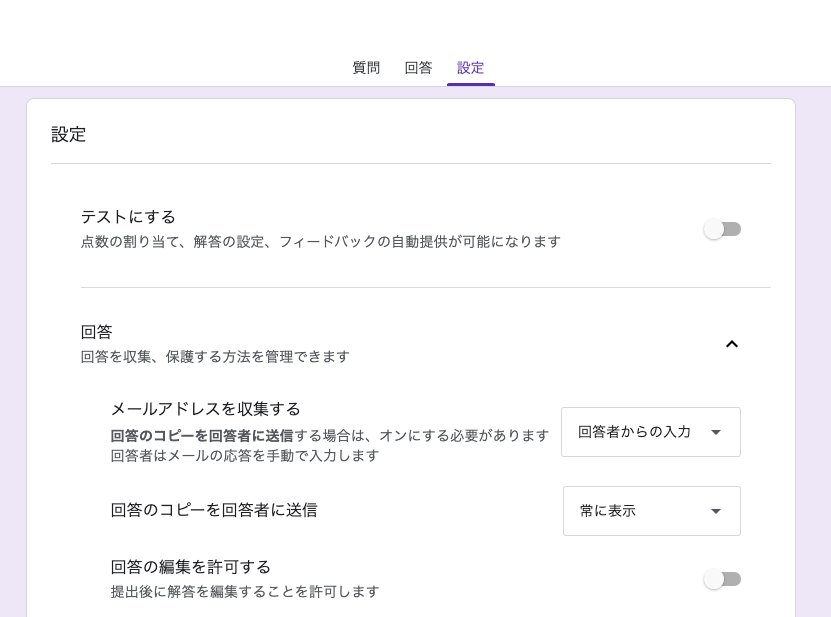 質問 回答 設定
設定
テストにする
点数の割り当て、解答の設定、フィードバックの自動提供が可能になります
回答
回答を収集、保護する方法を管理できます
メールアドレスを収集する
回答のコピーを回答者に送信する場合は、オンにする必要があります
回答者はメールの応答を手動で入力します
回答者からの入力
回答のコピーを回答者に送信
常に表示
回答の編集を許可する
提出後に解答を編集することを許可します